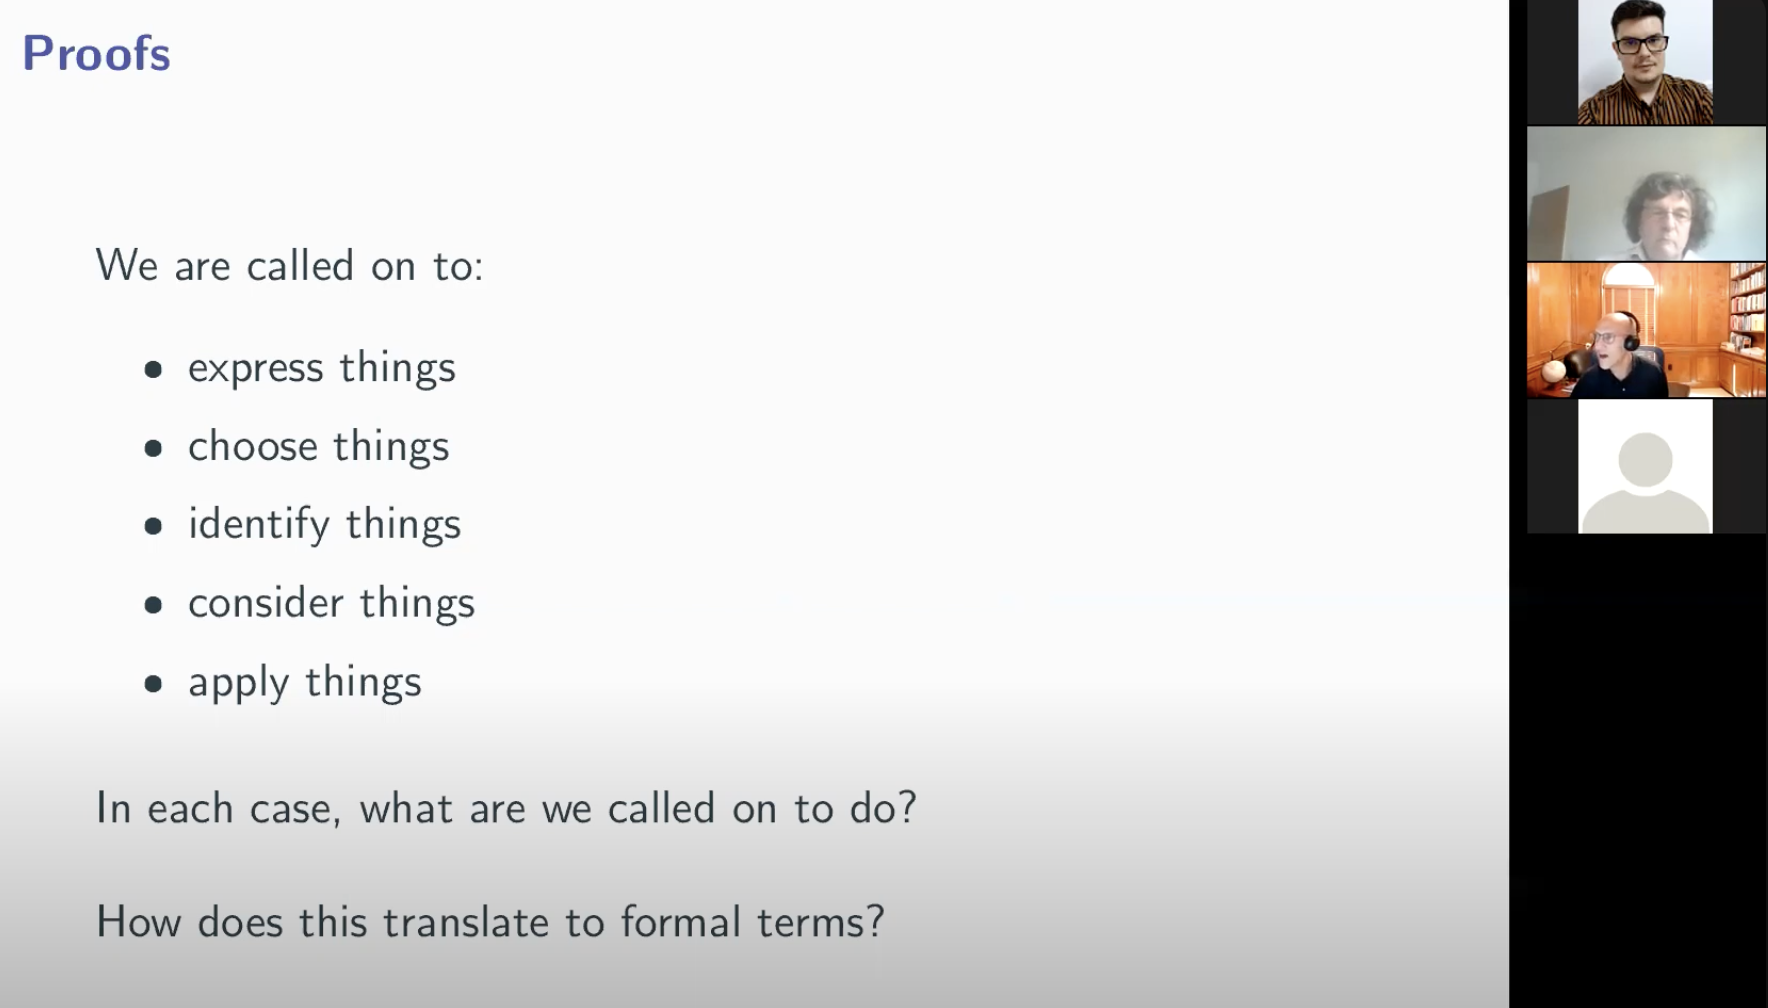 Proofs
We are called on to:
• express things
• choose things
• identify things
• consider things
• apply things
In each case, what are we called on to do?
How does this translate to formal terms?